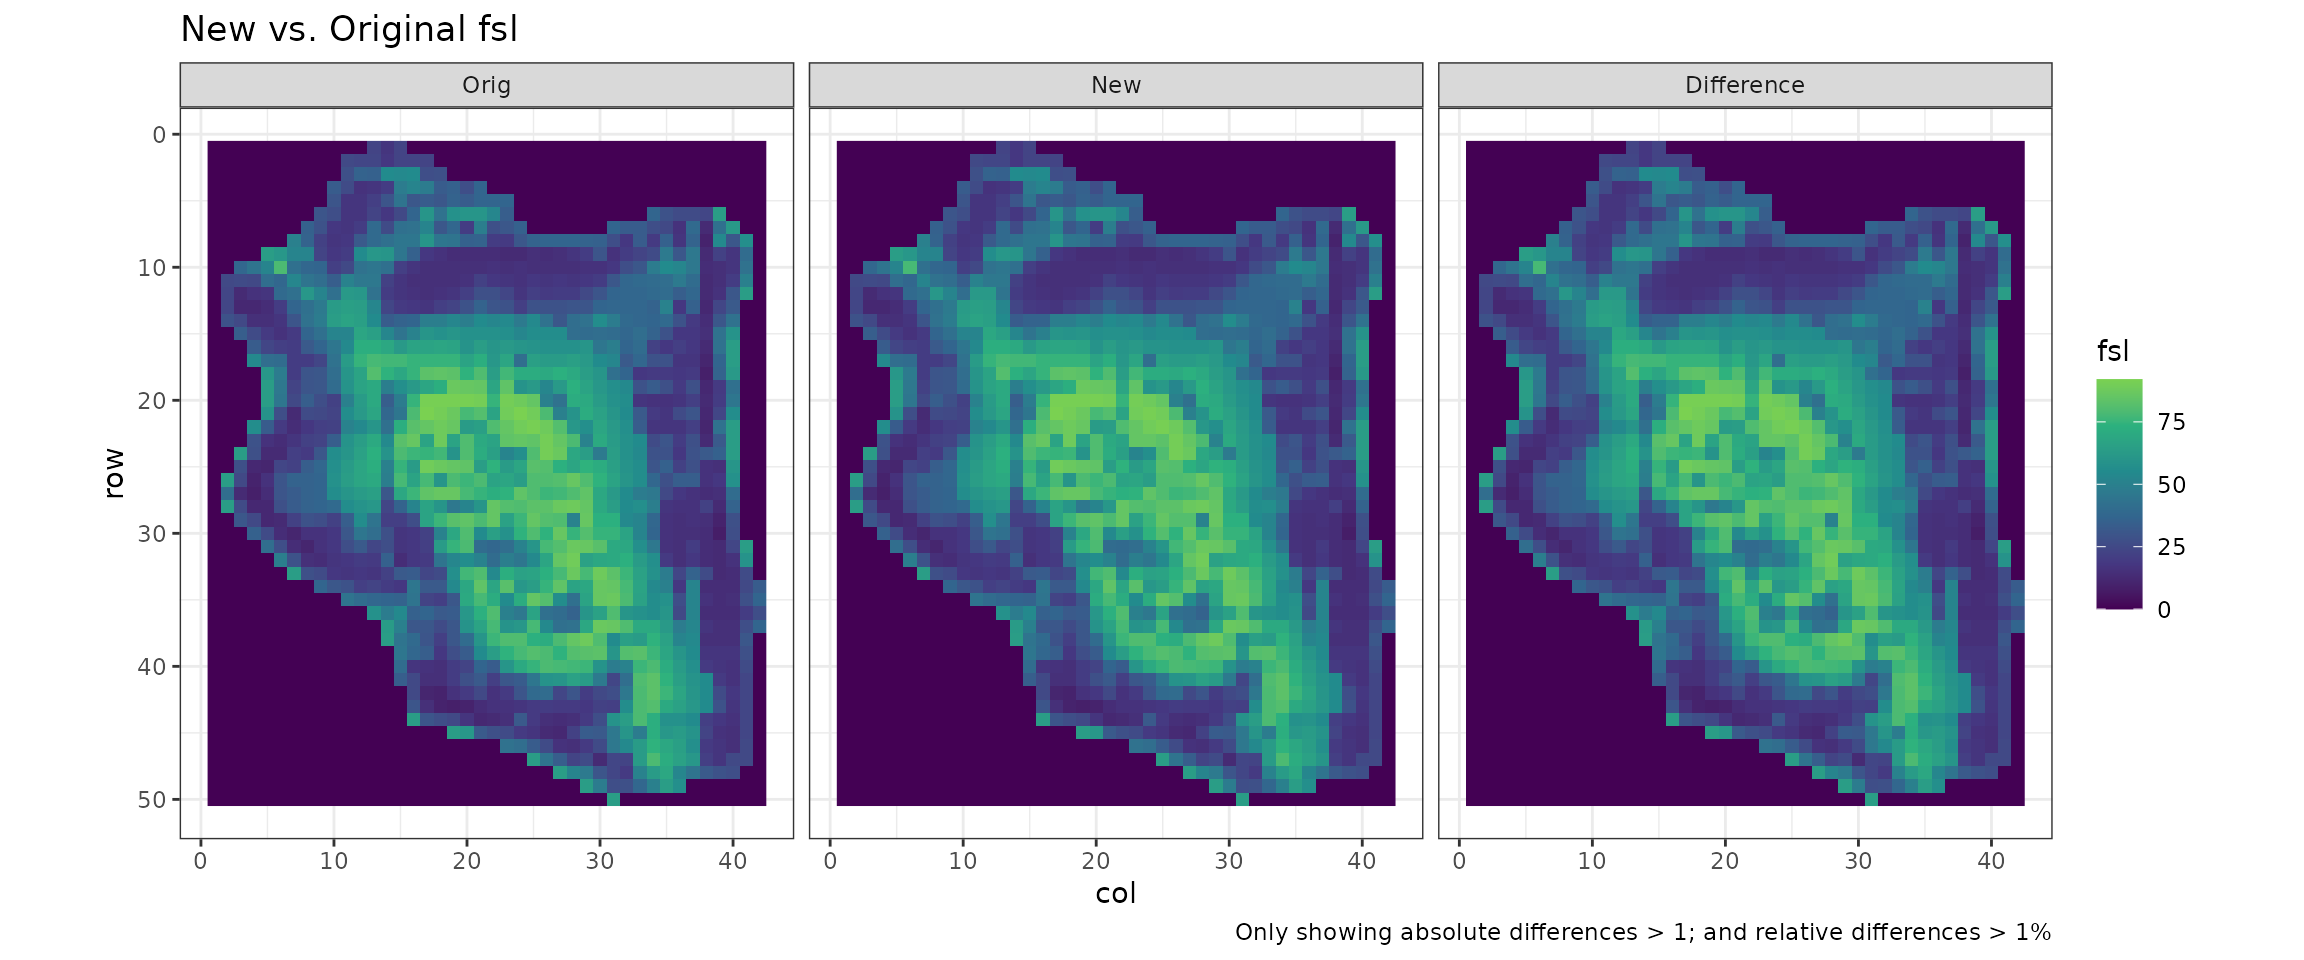 New vs. Original fsl
Orig
New
Difference
0
10
20
30
40
50
row
0 10 20 30 40
0 10 20 30 40
0 10 20 30 40
col
fsl
75
50
25
0
Only showing absolute differences > 1; and relative differences > 1%